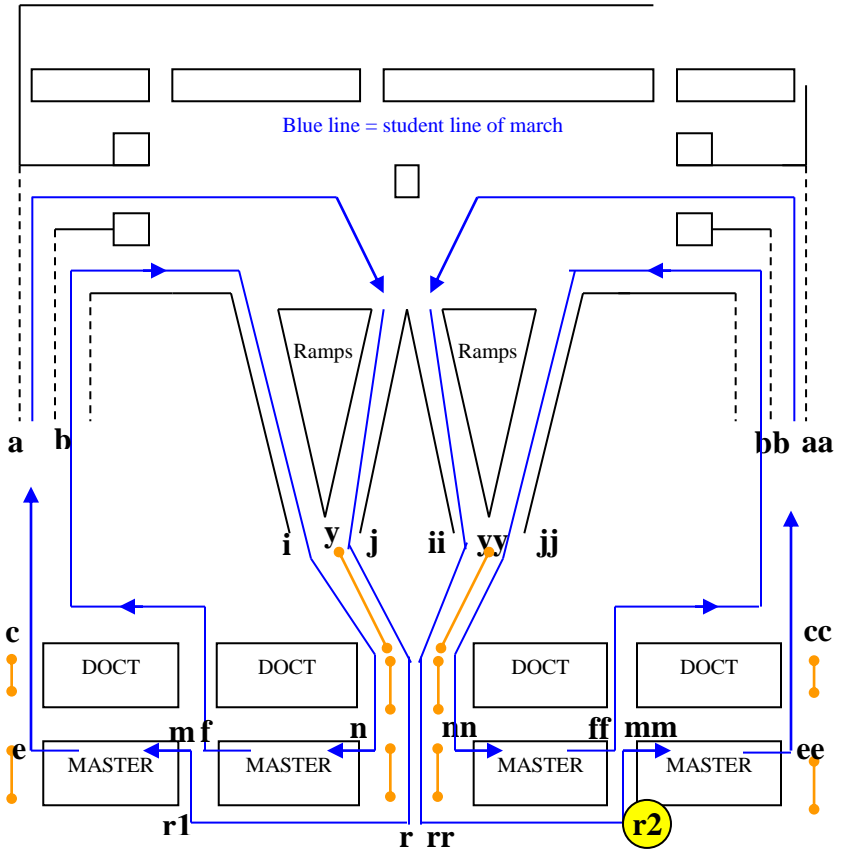 Blue line = student line of march
Ramps Ramps
a b bb aa
i y j ii yy jj
c cc
DOCT DOCT DOCT DOCT
e m f n nn ff mm ee
MASTER MASTER MASTER MASTER
r1 r rr r2